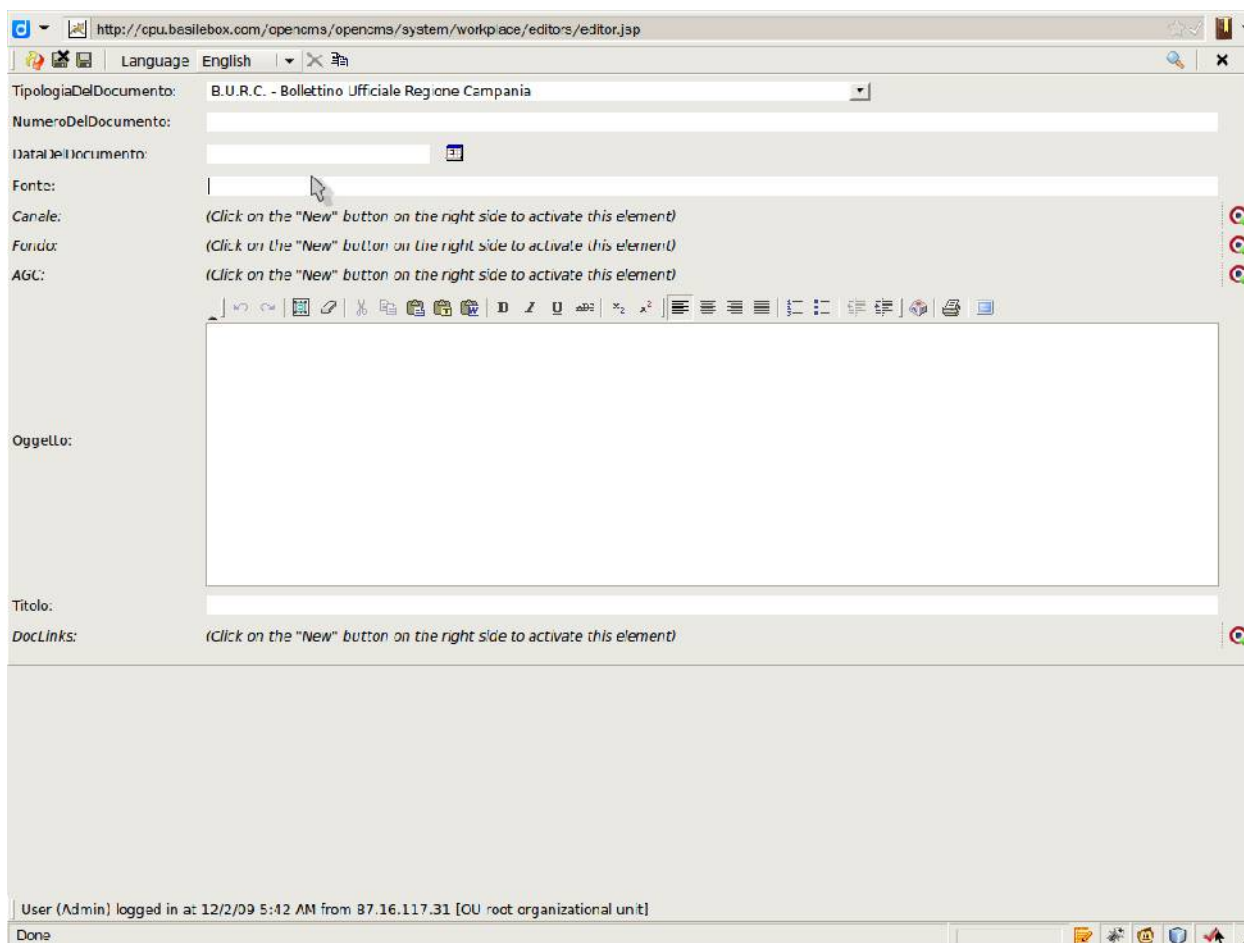 http://cpu.basilebox.com/opencms/opencms/system/workplace/editors/editor.jsp
Language English
TipologiaDelDocumento: B.U.R.C. - Bollettino Ufficiale Regione Campania
NumeroDelDocumento:
DataDelDocumento:
Fonte:
Canale: (Click on the "New" button on the right side to activate this element)
Fondo: (Click on the "New" button on the right side to activate this element)
AGC: (Click on the "New" button on the right side to activate this element)
Oggetto:
Titolo:
DocLinks: (Click on the "New" button on the right side to activate this element)
User (Admin) logged in at 12/2/09 5:42 AM from 87.16.117.31 [OU root organizational unit]
Done